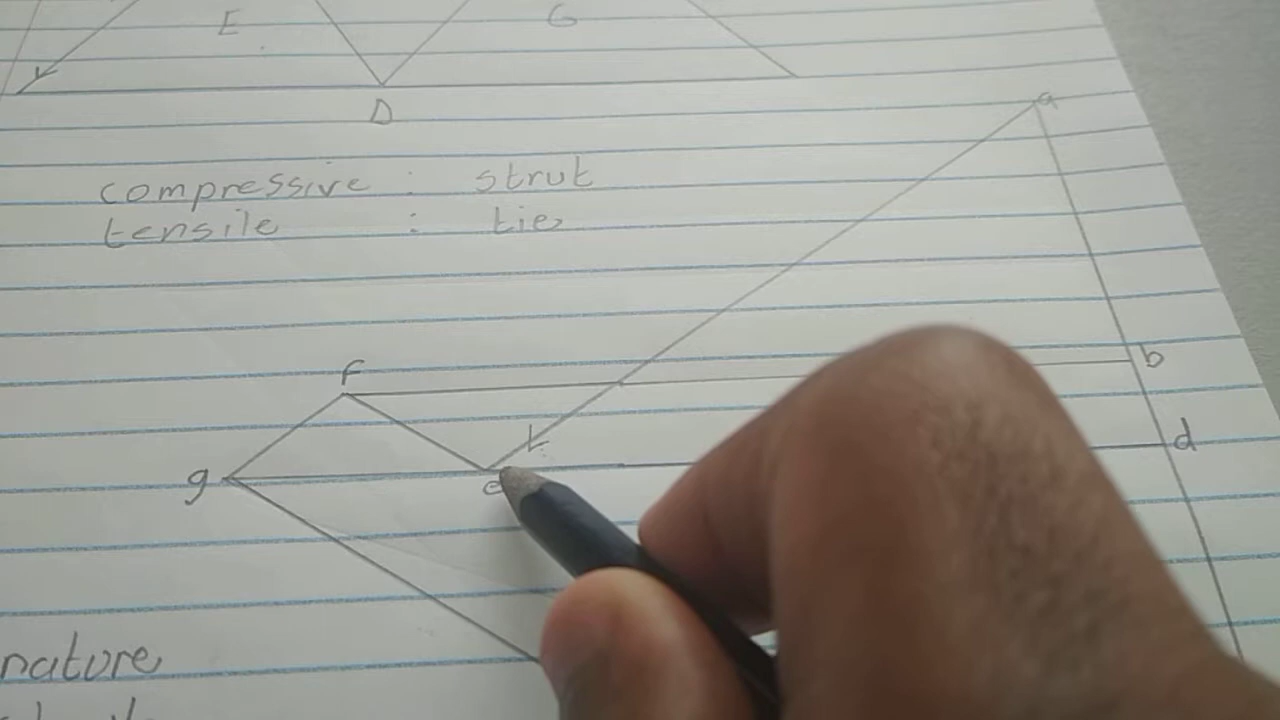 E G
D
a
compressive : strut
tensile : tie
b
f
d
g e
nature